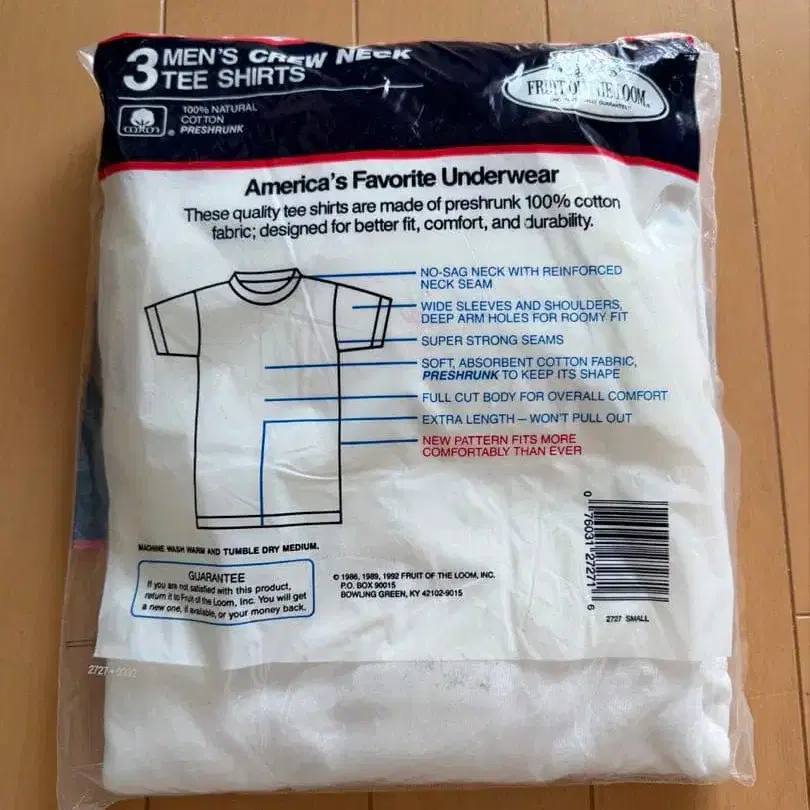 3 MEN'S CREW NECK
TEE SHIRTS
100% NATURAL
COTTON
PRESHRUNK
COTTON ®
FRUIT OF THE LOOM®
America's Favorite Underwear
These quality tee shirts are made of preshrunk 100% cotton
fabric; designed for better fit, comfort, and durability.
NO-SAG NECK WITH REINFORCED
NECK SEAM
WIDE SLEEVES AND SHOULDERS,
DEEP ARM HOLES FOR ROOMY FIT
SUPER STRONG SEAMS
SOFT, ABSORBENT COTTON FABRIC,
PRESHRUNK TO KEEP ITS SHAPE
FULL CUT BODY FOR OVERALL COMFORT
EXTRA LENGTH – WON'T PULL OUT
NEW PATTERN FITS MORE
COMFORTABLY THAN EVER
MACHINE WASH WARM AND TUMBLE DRY MEDIUM.
GUARANTEE
If you are not satisfied with this product,
return it to Fruit of the Loom, Inc. You will get
a new one, if available, or your money back.
© 1986, 1989, 1992 FRUIT OF THE LOOM, INC.
P.O. BOX 90015
BOWLING GREEN, KY 42102-9015
0 76031 27271 6
2727 SMALL
2727